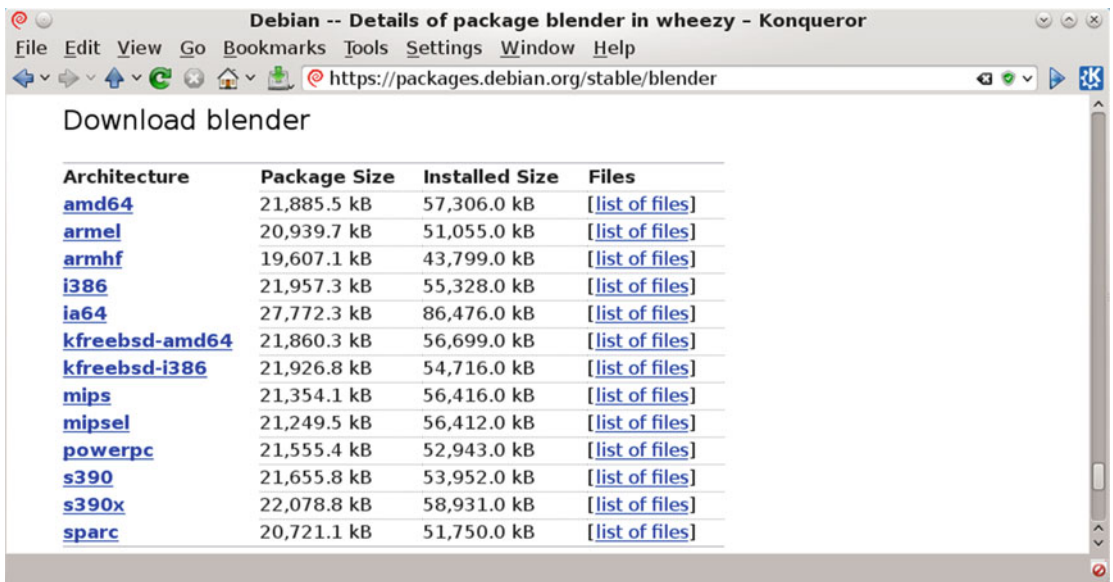 Debian -- Details of package blender in wheezy – Konqueror
File Edit View Go Bookmarks Tools Settings Window Help
https://packages.debian.org/stable/blender
Download blender
Architecture Package Size Installed Size Files
amd64 21,885.5 kB 57,306.0 kB [list of files]
armel 20,939.7 kB 51,055.0 kB [list of files]
armhf 19,607.1 kB 43,799.0 kB [list of files]
i386 21,957.3 kB 55,328.0 kB [list of files]
ia64 27,772.3 kB 86,476.0 kB [list of files]
kfreebsd-amd64 21,860.3 kB 56,699.0 kB [list of files]
kfreebsd-i386 21,926.8 kB 54,716.0 kB [list of files]
mips 21,354.1 kB 56,416.0 kB [list of files]
mipsel 21,249.5 kB 56,412.0 kB [list of files]
powerpc 21,555.4 kB 52,943.0 kB [list of files]
s390 21,655.8 kB 53,952.0 kB [list of files]
s390x 22,078.8 kB 58,931.0 kB [list of files]
sparc 20,721.1 kB 51,750.0 kB [list of files]